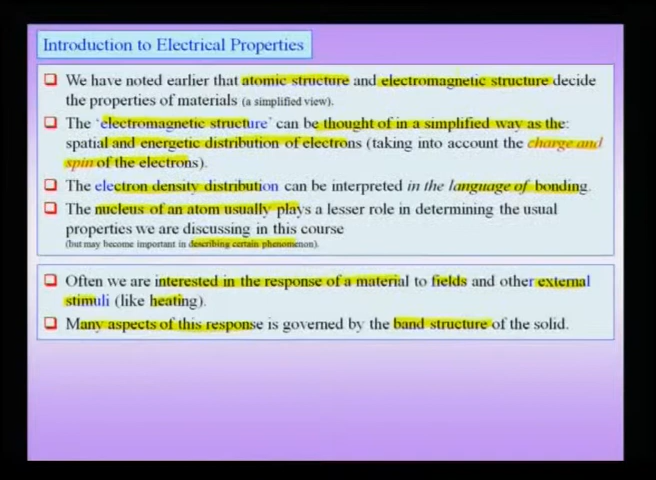 Introduction to Electrical Properties
We have noted earlier that atomic structure and electromagnetic structure decide
the properties of materials (a simplified view).
The 'electromagnetic structure' can be thought of in a simplified way as the:
spatial and energetic distribution of electrons (taking into account the charge and
spin of the electrons).
The electron density distribution can be interpreted in the language of bonding.
The nucleus of an atom usually plays a lesser role in determining the usual
properties we are discussing in this course
(but may become important in describing certain phenomenon).
Often we are interested in the response of a material to fields and other external
stimuli (like heating).
Many aspects of this response is governed by the band structure of the solid.